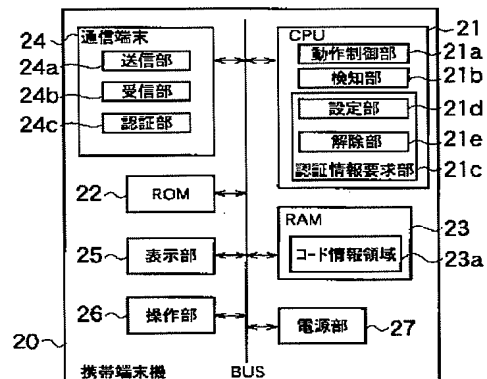 24
通信端末
24a
送信部
24b
受信部
24c
認証部
22
ROM
25
表示部
26
操作部
20
携帯端末機
BUS
CPU
21
動作制御部
21a
検知部
21b
設定部
21d
解除部
21e
認証情報要求部
21c
RAM
23
コード情報領域
23a
電源部
27